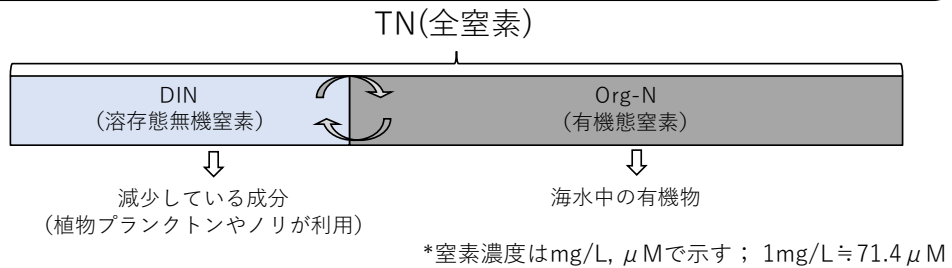 TN(全窒素)
DIN
(溶存態無機窒素)
Org-N
(有機態窒素)
減少している成分
(植物プランクトンやノリが利用)
海水中の有機物
*窒素濃度はmg/L, μMで示す； 1mg/L≒71.4μM